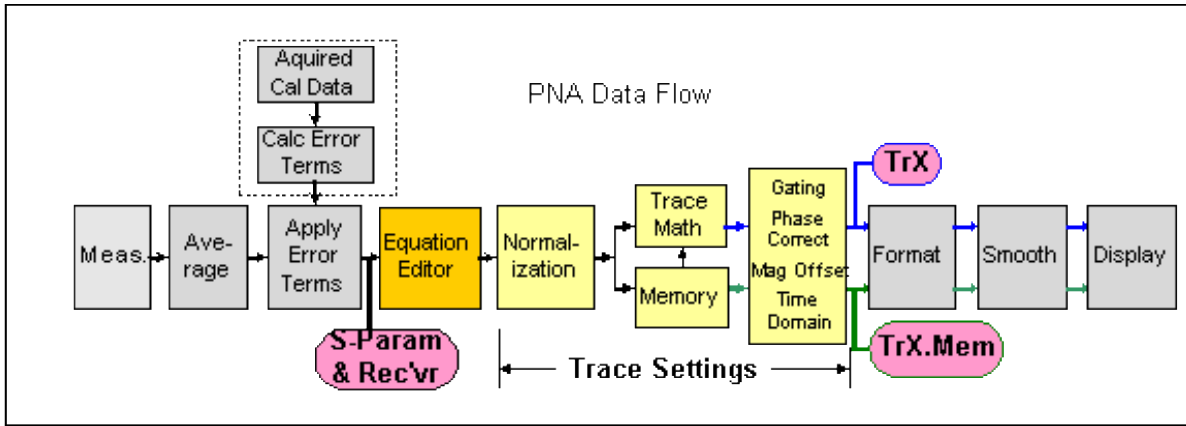 Aquired
Cal Data
PNA Data Flow
Calc Error
Terms
TrX
Meas.
Ave-
rage
Apply
Error
Terms
Equation
Editor
Normal-
ization
Trace
Math
Memory
Gating
Phase
Correct
Mag Offset
Time
Domain
Format
Smooth
Display
S-Param
& Rec'vr
Trace Settings
TrX.Mem